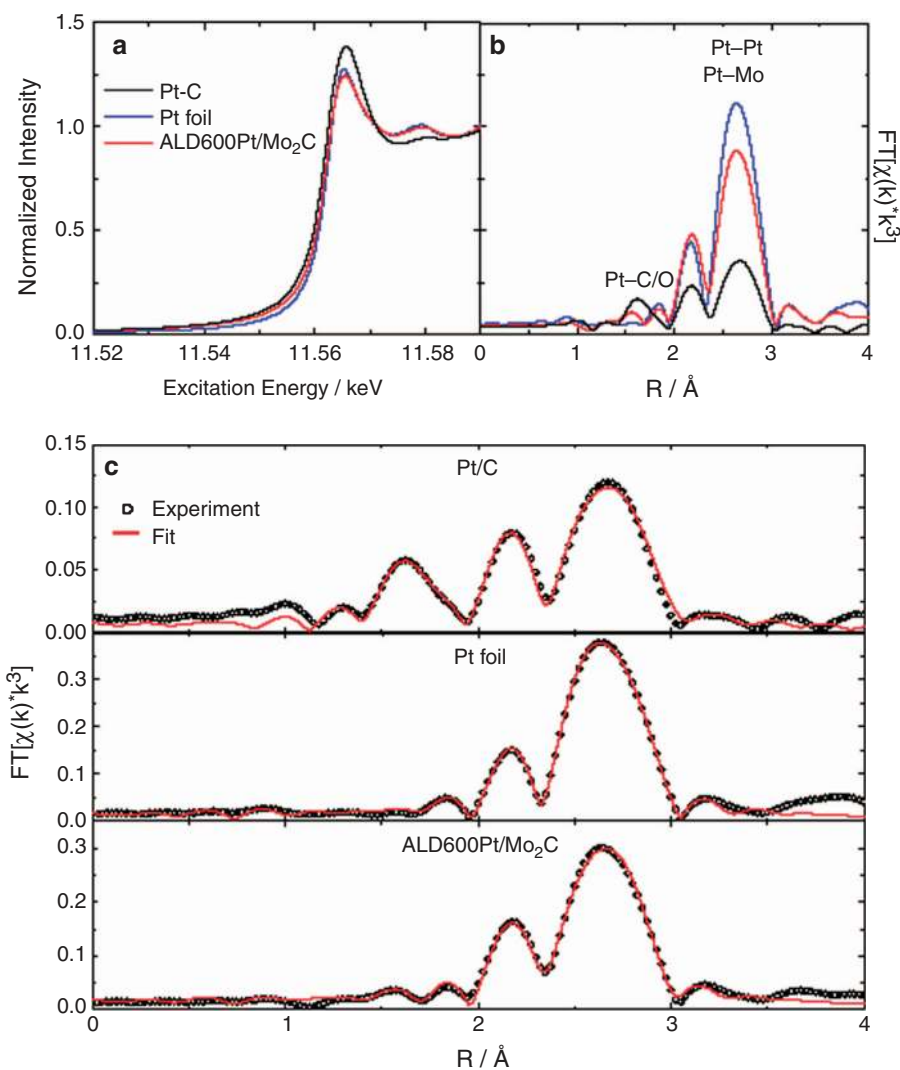 a
1.5
1.0
0.5
0.0
Normalized Intensity
Pt-C
Pt foil
ALD600Pt/Mo₂C
11.52
11.54
11.56
11.58
Excitation Energy / keV
b
Pt–Pt
Pt–Mo
Pt–C/O
FT[χ(k)*k³]
0
1
2
3
4
R / Å
c
Pt/C
Experiment
Fit
0.15
0.10
0.05
0.00
Pt foil
0.3
0.2
0.1
0.0
FT[χ(k)*k³]
ALD600Pt/Mo₂C
0.3
0.2
0.1
0.0
0
1
2
3
4
R / Å